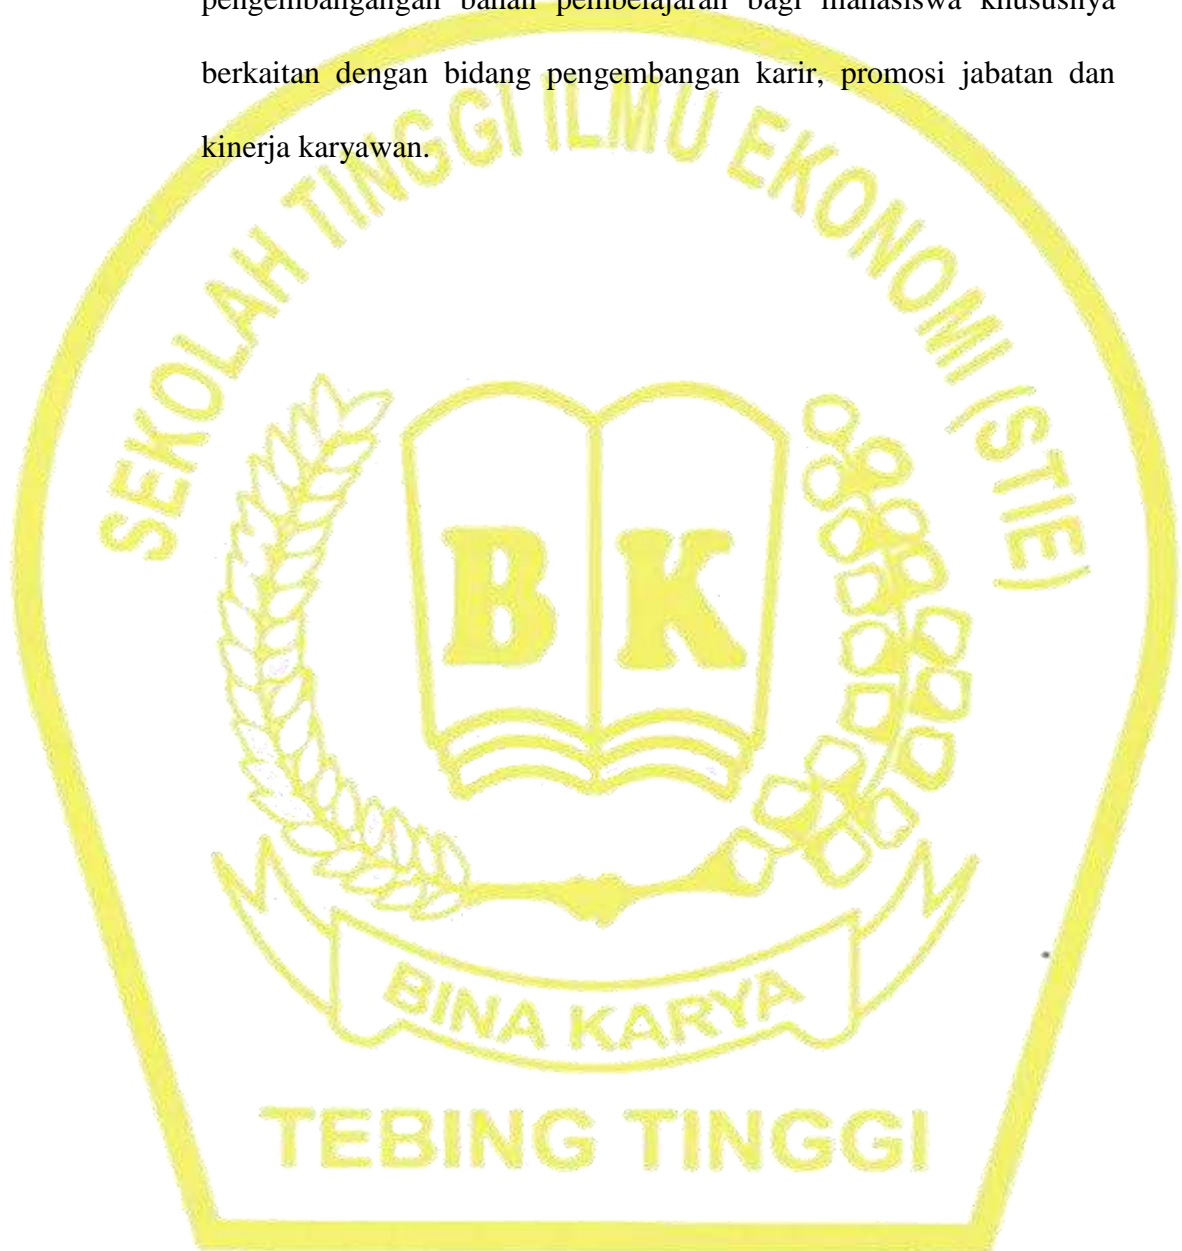 pengembangangan bahan pembelajaran bagi mahasiswa khususnya
berkaitan dengan bidang pengembangan karir, promosi jabatan dan
kinerja karyawan.
SEKOLAH TINGGI ILMU EKONOMI (STIE)
B K
BINA KARYA
TEBING TINGGI